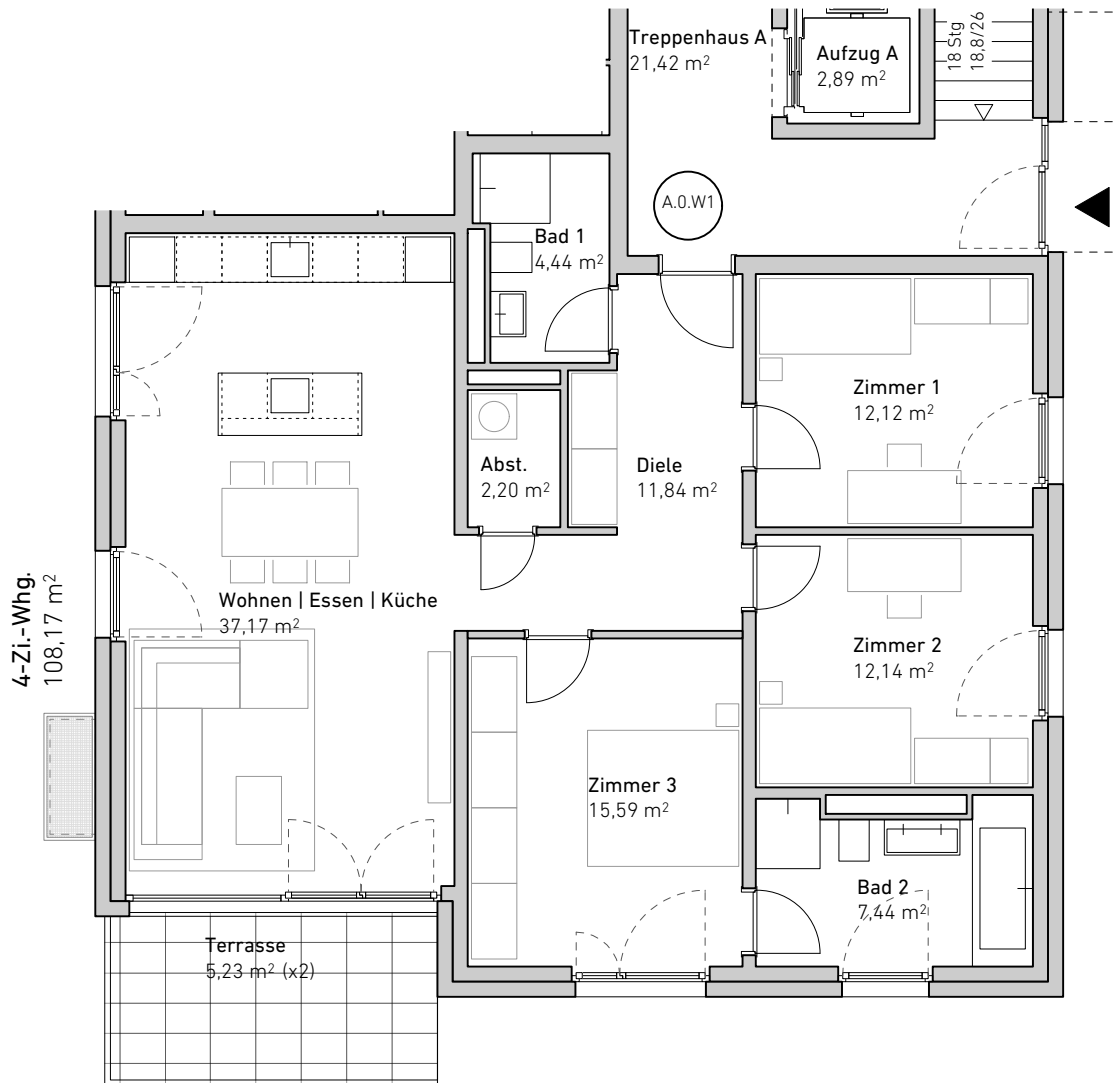 Treppenhaus A
21,42 m²
Aufzug A
2,89 m²
18 Stg
18,8/26
A.0.W1
Bad 1
4,44 m²
Zimmer 1
12,12 m²
Abst.
2,20 m²
Diele
11,84 m²
4-Zi.-Whg.
108,17 m²
Wohnen | Essen | Küche
37,17 m²
Zimmer 2
12,14 m²
Zimmer 3
15,59 m²
Bad 2
7,44 m²
Terrasse
5,23 m² (x2)